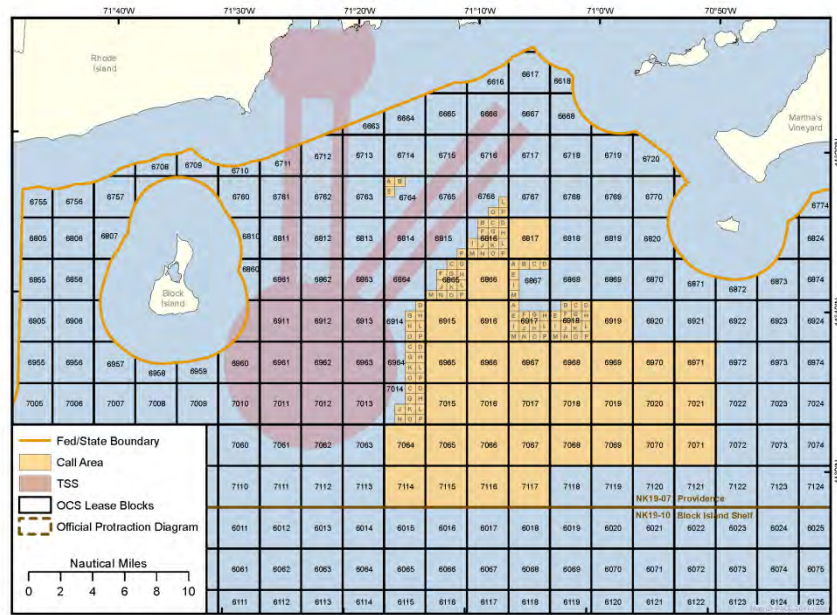 71°40'W 71°30'W 71°20'W 71°10'W 71°0'W 70°50'W
Rhode
Island
Martha's
Vineyard
Block
Island
6616 6617 6618
6663 6664 6665 6666 6667 6668
6708 6709 6710 6711 6712 6713 6714 6715 6716 6717 6718 6719 6720
6755 6756 6757 6760 6761 6762 6763 6764 6765 6766 6767 6768 6769 6770 6774
6805 6806 6807 6810 6811 6812 6813 6814 6815 6816 6817 6818 6819 6820 6824
6855 6856 6860 6861 6862 6863 6864 6865 6866 6867 6868 6869 6870 6871 6872 6873 6874
6905 6906 6911 6912 6913 6914 6915 6916 6917 6918 6919 6920 6921 6922 6923 6924
6955 6956 6957 6958 6959 6960 6961 6962 6963 6964 6965 6966 6967 6968 6969 6970 6971 6972 6973 6974
7005 7006 7007 7008 7009 7010 7011 7012 7013 7014 7015 7016 7017 7018 7019 7020 7021 7022 7023 7024
7060 7061 7062 7063 7064 7065 7066 7067 7068 7069 7070 7071 7072 7073 7074
7110 7111 7112 7113 7114 7115 7116 7117 7118 7119 7120 7121 7122 7123 7124
NK19-07 Providence
NK19-10 Block Island Shelf
6011 6012 6013 6014 6015 6016 6017 6018 6019 6020 6021 6022 6023 6024 6025
6061 6062 6063 6064 6065 6066 6067 6068 6069 6070 6071 6072 6073 6074 6075
6111 6112 6113 6114 6115 6116 6117 6118 6119 6120 6121 6122 6123 6124 6125
Fed/State Boundary
Call Area
TSS
OCS Lease Blocks
Official Protraction Diagram
Nautical Miles
0 2 4 6 8 10